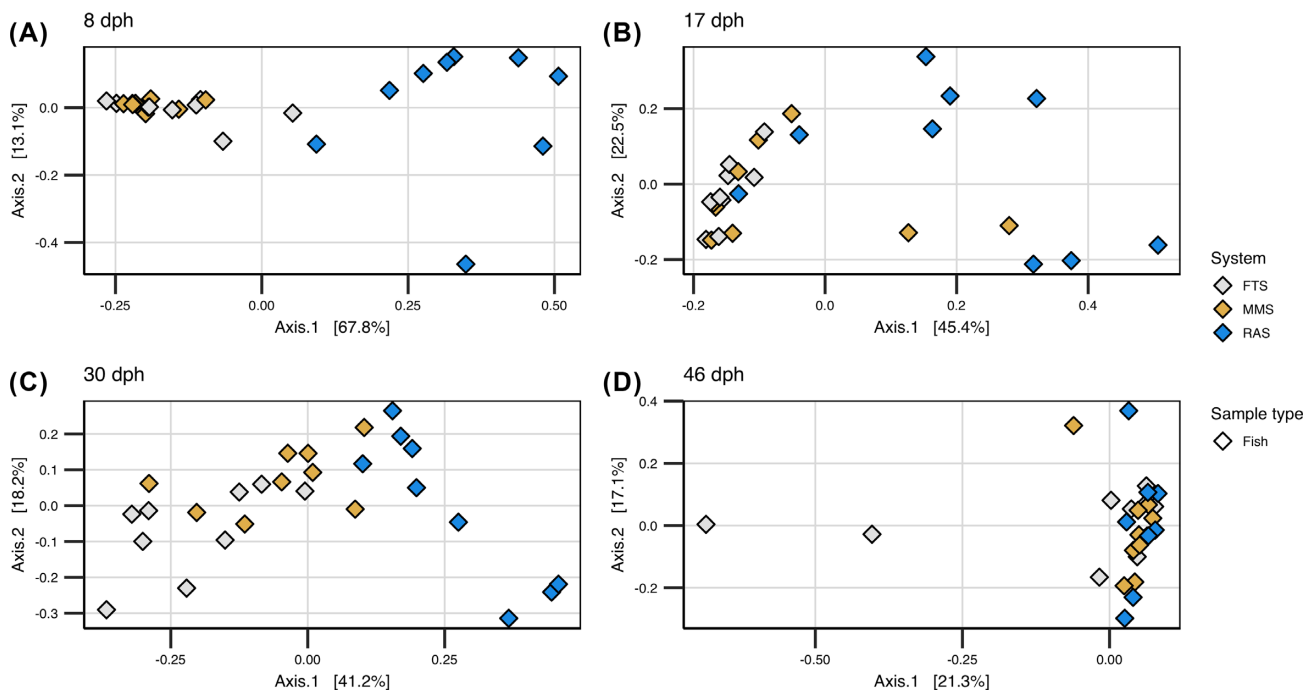 (A) 8 dph
0.0
-0.2
-0.4
Axis.2 [13.1%]
-0.25 0.00 0.25 0.50
Axis.1 [67.8%]
(B) 17 dph
0.2
0.0
-0.2
Axis.2 [22.5%]
-0.2 0.0 0.2 0.4
Axis.1 [45.4%]
System
FTS
MMS
RAS
(C) 30 dph
0.2
0.1
0.0
-0.1
-0.2
-0.3
Axis.2 [18.2%]
-0.25 0.00 0.25
Axis.1 [41.2%]
(D) 46 dph
0.4
0.2
0.0
-0.2
Axis.2 [17.1%]
-0.50 -0.25 0.00
Axis.1 [21.3%]
Sample type
Fish